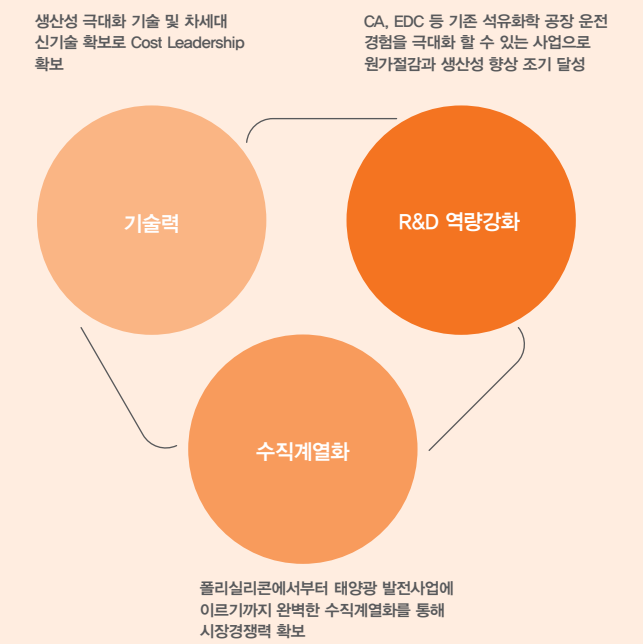 생산성 극대화 기술 및 차세대
신기술 확보로 Cost Leadership
확보
CA, EDC 등 기존 석유화학 공장 운전
경험을 극대화 할 수 있는 사업으로
원가절감과 생산성 향상 조기 달성
기술력
R&D 역량강화
수직계열화
폴리실리콘에서부터 태양광 발전사업에
이르기까지 완벽한 수직계열화를 통해
시장경쟁력 확보